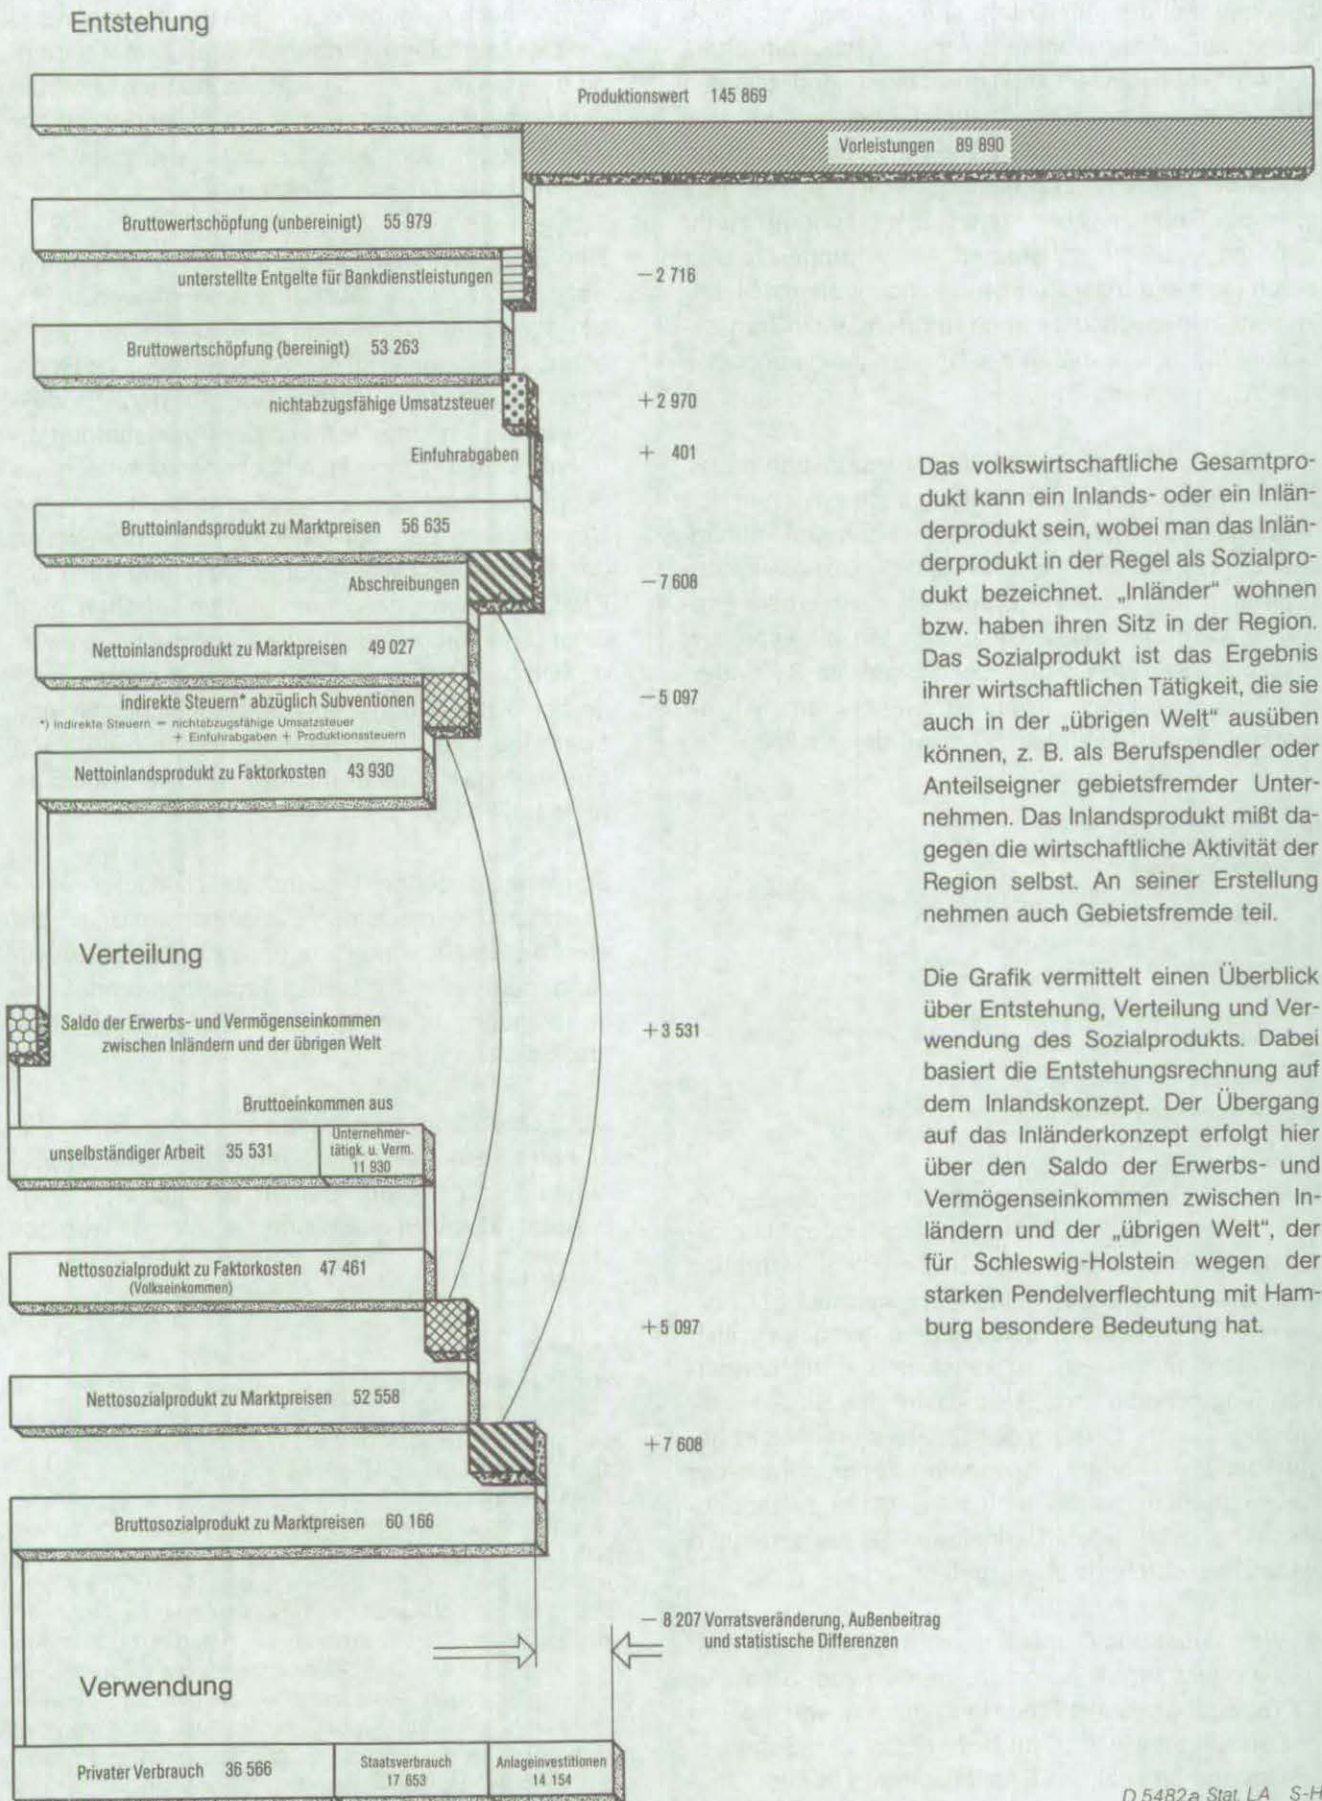 Entstehung
Produktionswert 145 869
Vorleistungen 89 890
Bruttowertschöpfung (unbereinigt) 55 979
unterstellte Entgelte für Bankdienstleistungen
−2 716
Bruttowertschöpfung (bereinigt) 53 263
nichtabzugsfähige Umsatzsteuer
+2 970
Einfuhrabgaben
+ 401
Bruttoinlandsprodukt zu Marktpreisen 56 635
Abschreibungen
−7 608
Nettoinlandsprodukt zu Marktpreisen 49 027
indirekte Steuern* abzüglich Subventionen
−5 097
*) Indirekte Steuern = nichtabzugsfähige Umsatzsteuer
+ Einfuhrabgaben + Produktionssteuern
Nettoinlandsprodukt zu Faktorkosten 43 930
Verteilung
Saldo der Erwerbs- und Vermögenseinkommen
zwischen Inländern und der übrigen Welt
+3 531
Bruttoeinkommen aus
unselbständiger Arbeit 35 531
Unternehmer-
tätigk. u. Verm.
11 930
Nettosozialprodukt zu Faktorkosten 47 461
(Volkseinkommen)
+5 097
Nettosozialprodukt zu Marktpreisen 52 558
+7 608
Bruttosozialprodukt zu Marktpreisen 60 166
− 8 207 Vorratsveränderung, Außenbeitrag
und statistische Differenzen
Verwendung
Privater Verbrauch 36 566
Staatsverbrauch
17 653
Anlageinvestitionen
14 154
Das volkswirtschaftliche Gesamtpro-
dukt kann ein Inlands- oder ein Inlän-
derprodukt sein, wobei man das Inlän-
derprodukt in der Regel als Sozialpro-
dukt bezeichnet. „Inländer“ wohnen
bzw. haben ihren Sitz in der Region.
Das Sozialprodukt ist das Ergebnis
ihrer wirtschaftlichen Tätigkeit, die sie
auch in der „übrigen Welt“ ausüben
können, z. B. als Berufspendler oder
Anteilseigner gebietsfremder Unter-
nehmen. Das Inlandsprodukt mißt da-
gegen die wirtschaftliche Aktivität der
Region selbst. An seiner Erstellung
nehmen auch Gebietsfremde teil.
Die Grafik vermittelt einen Überblick
über Entstehung, Verteilung und Ver-
wendung des Sozialprodukts. Dabei
basiert die Entstehungsrechnung auf
dem Inlandskonzept. Der Übergang
auf das Inländerkonzept erfolgt hier
über den Saldo der Erwerbs- und
Vermögenseinkommen zwischen In-
ländern und der „übrigen Welt“, der
für Schleswig-Holstein wegen der
starken Pendelverflechtung mit Ham-
burg besondere Bedeutung hat.
D 5482a Stat. LA S-H